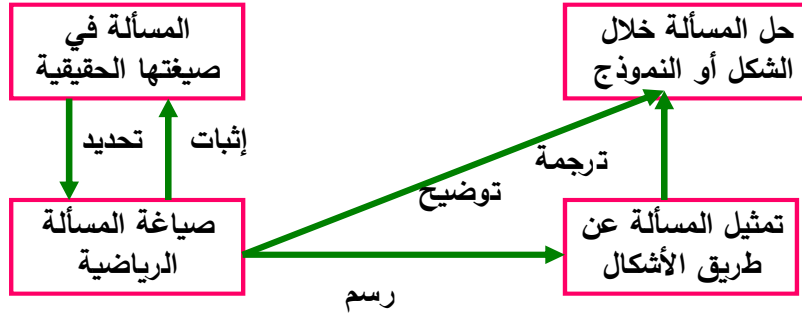 المسألة في
صيغتها الحقيقية
حل المسألة خلال
الشكل أو النموذج
إثبات
تحديد
ترجمة
توضيح
صياغة المسألة
الرياضية
تمثيل المسألة عن
طريق الأشكال
رسم